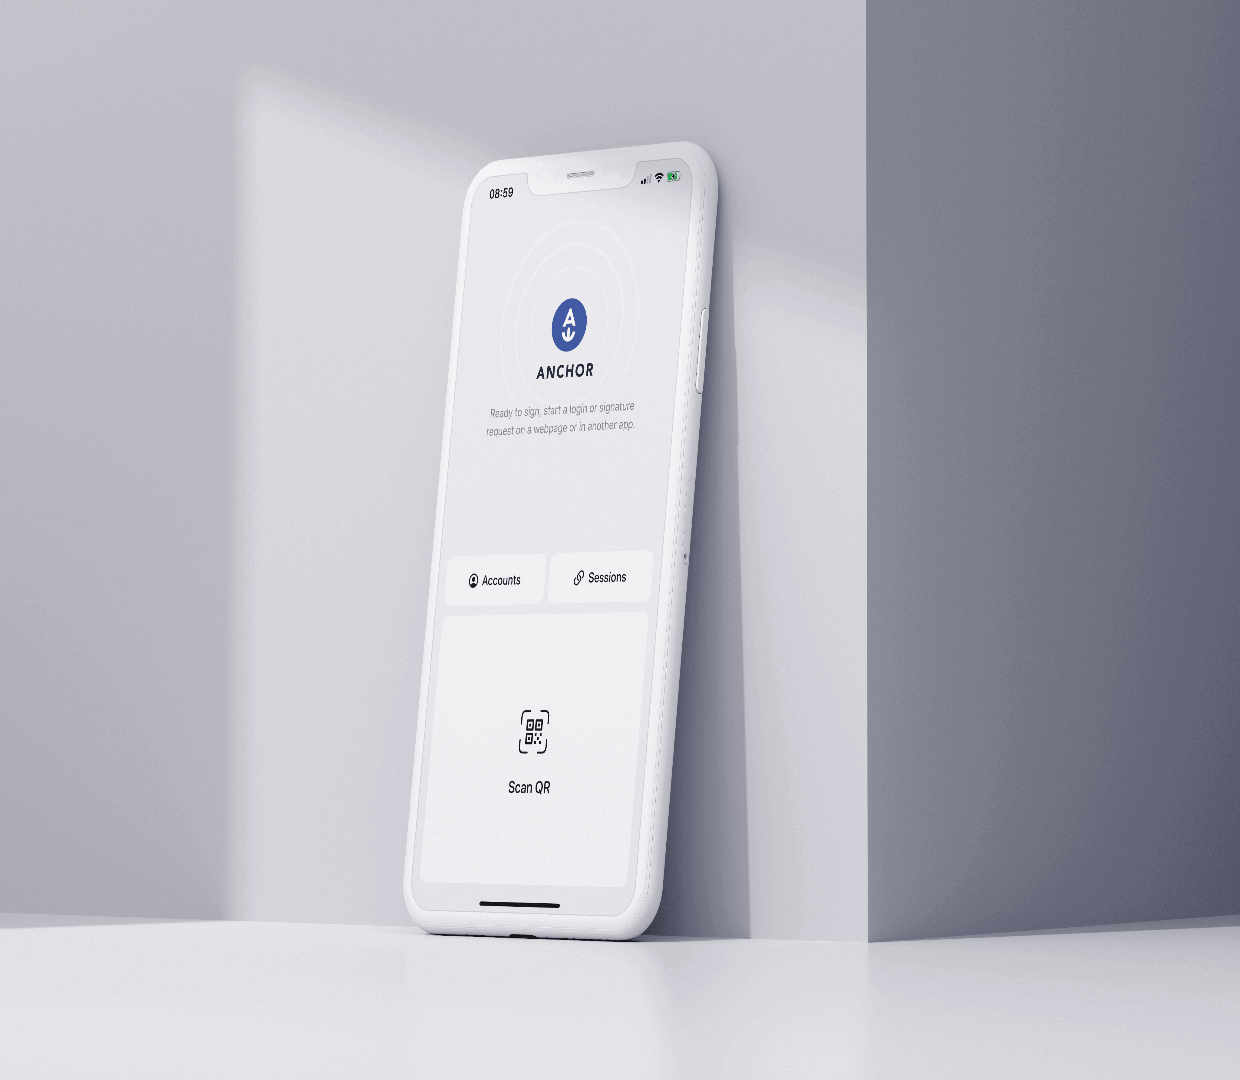 08:59
A
ANCHOR
Ready to sign, start a login or signature
request on a webpage or in another app.
Accounts
Sessions
Scan QR